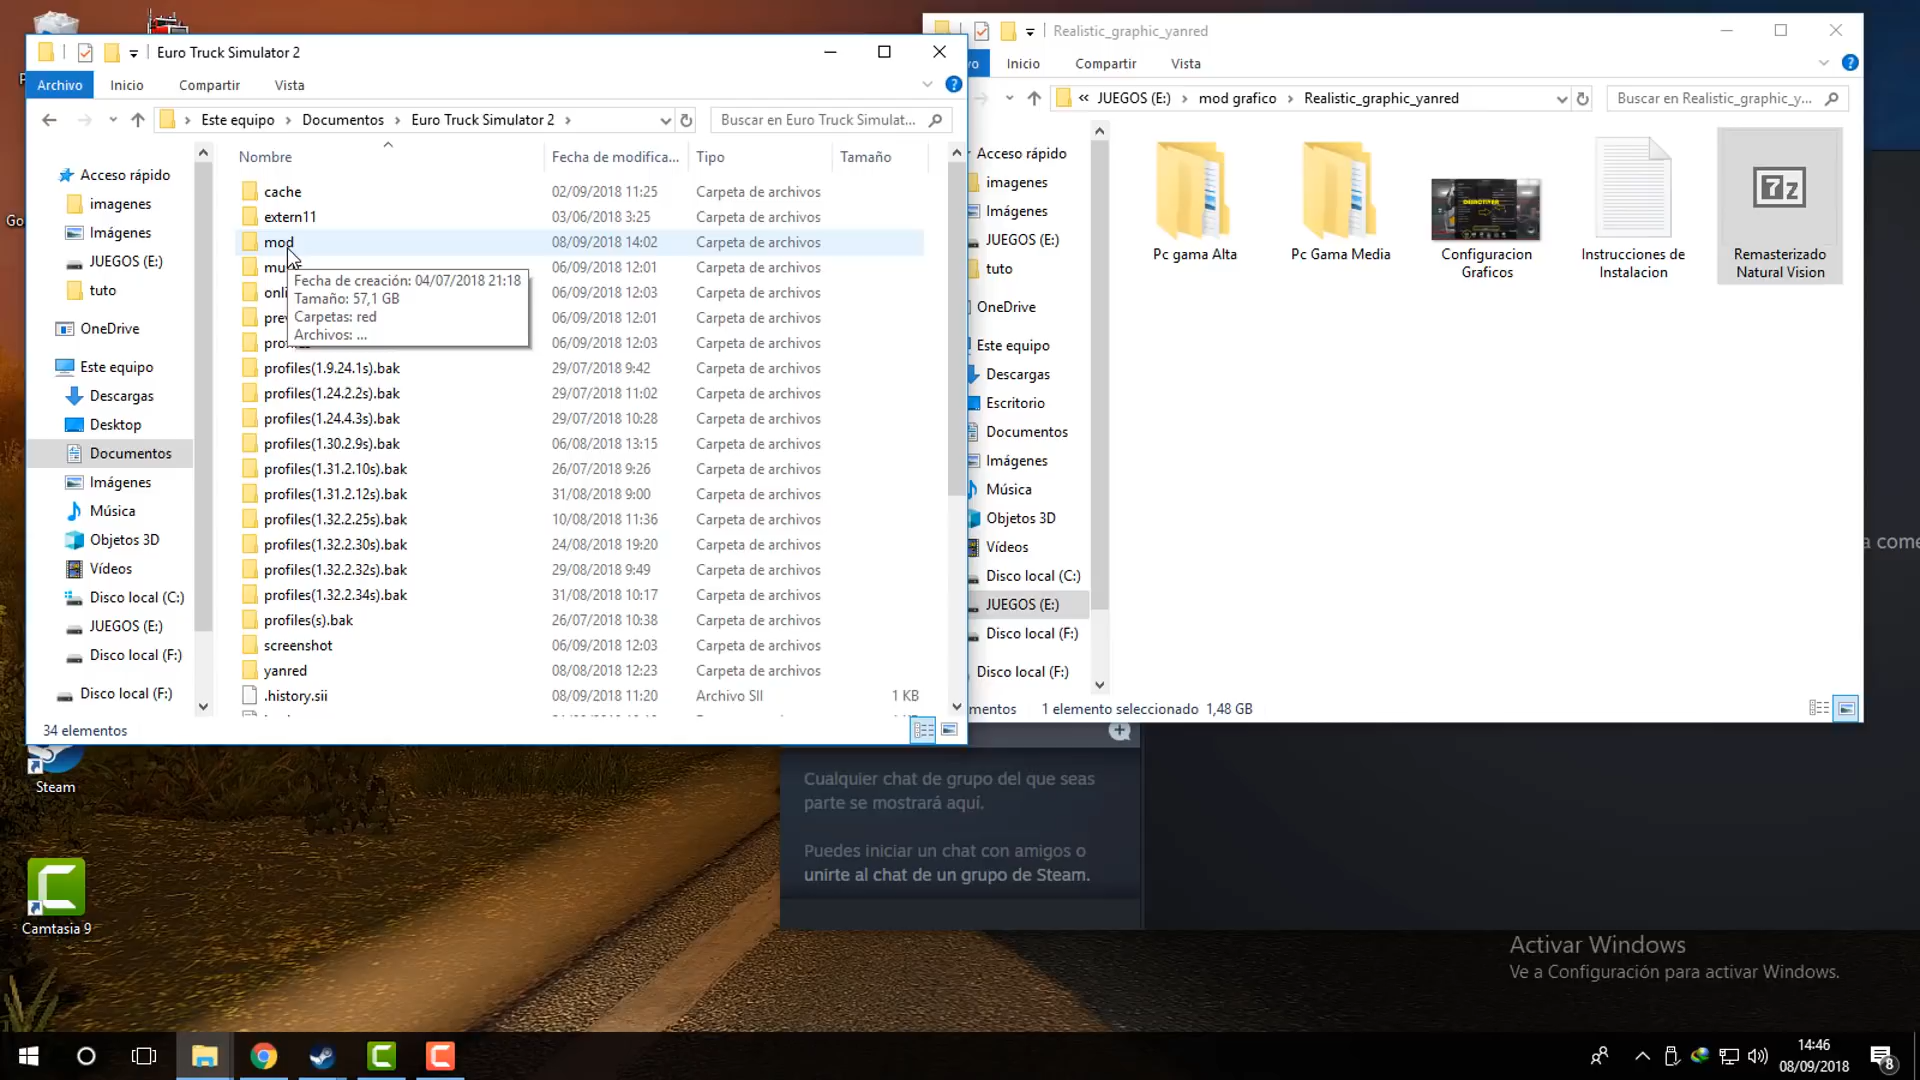 Euro Truck Simulator 2
Archivo
Inicio
Compartir
Vista
Este equipo
Documentos
Euro Truck Simulator 2
Buscar en Euro Truck Simulat...
Acceso rápido
imagenes
Imágenes
JUEGOS (E:)
tuto
OneDrive
Este equipo
Descargas
Desktop
Documentos
Imágenes
Música
Objetos 3D
Vídeos
Disco local (C:)
JUEGOS (E:)
Disco local (F:)
Disco local (F:)
Nombre
Fecha de modifica...
Tipo
Tamaño
cache 02/09/2018 11:25 Carpeta de archivos
extern11 03/06/2018 3:25 Carpeta de archivos
mod 08/09/2018 14:02 Carpeta de archivos
mu 06/09/2018 12:01 Carpeta de archivos
onli 06/09/2018 12:03 Carpeta de archivos
pre 06/09/2018 12:01 Carpeta de archivos
06/09/2018 12:03 Carpeta de archivos
profiles(1.9.24.1s).bak 29/07/2018 9:42 Carpeta de archivos
profiles(1.24.2.2s).bak 29/07/2018 11:02 Carpeta de archivos
profiles(1.24.4.3s).bak 29/07/2018 10:28 Carpeta de archivos
profiles(1.30.2.9s).bak 06/08/2018 13:15 Carpeta de archivos
profiles(1.31.2.10s).bak 26/07/2018 9:26 Carpeta de archivos
profiles(1.31.2.12s).bak 31/08/2018 9:00 Carpeta de archivos
profiles(1.32.2.25s).bak 10/08/2018 11:36 Carpeta de archivos
profiles(1.32.2.30s).bak 24/08/2018 19:20 Carpeta de archivos
profiles(1.32.2.32s).bak 29/08/2018 9:49 Carpeta de archivos
profiles(1.32.2.34s).bak 31/08/2018 10:17 Carpeta de archivos
profiles(s).bak 26/07/2018 10:38 Carpeta de archivos
screenshot 06/09/2018 12:03 Carpeta de archivos
yanred 08/08/2018 12:23 Carpeta de archivos
.history.sii 08/09/2018 11:20 Archivo SII 1 KB
Fecha de creación: 04/07/2018 21:18
Tamaño: 57,1 GB
Carpetas: red
Archivos: ...
34 elementos
Realistic_graphic_yanred
Inicio
Compartir
Vista
« JUEGOS (E:)
mod grafico
Realistic_graphic_yanred
Buscar en Realistic_graphic_y...
Acceso rápido
imagenes
Imágenes
JUEGOS (E:)
tuto
OneDrive
Este equipo
Descargas
Escritorio
Documentos
Imágenes
Música
Objetos 3D
Vídeos
Disco local (C:)
JUEGOS (E:)
Disco local (F:)
Disco local (F:)
Pc gama Alta
Pc Gama Media
Configuracion
Graficos
Instrucciones de
Instalacion
7z
Remasterizado
Natural Vision
mentos
1 elemento seleccionado 1,48 GB
a come
Cualquier chat de grupo del que seas
parte se mostrará aquí.
Puedes iniciar un chat con amigos o
unirte al chat de un grupo de Steam.
Go
Steam
Camtasia 9
Activar Windows
Ve a Configuración para activar Windows.
14:46
08/09/2018
8